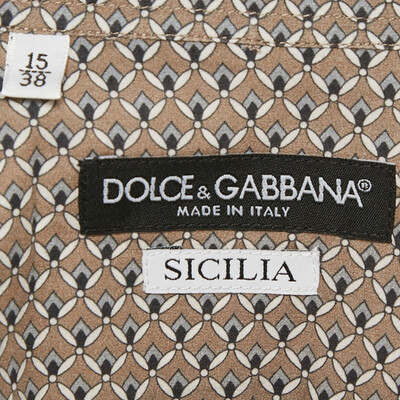 15
38
DOLCE & GABBANA®
MADE IN ITALY
SICILIA